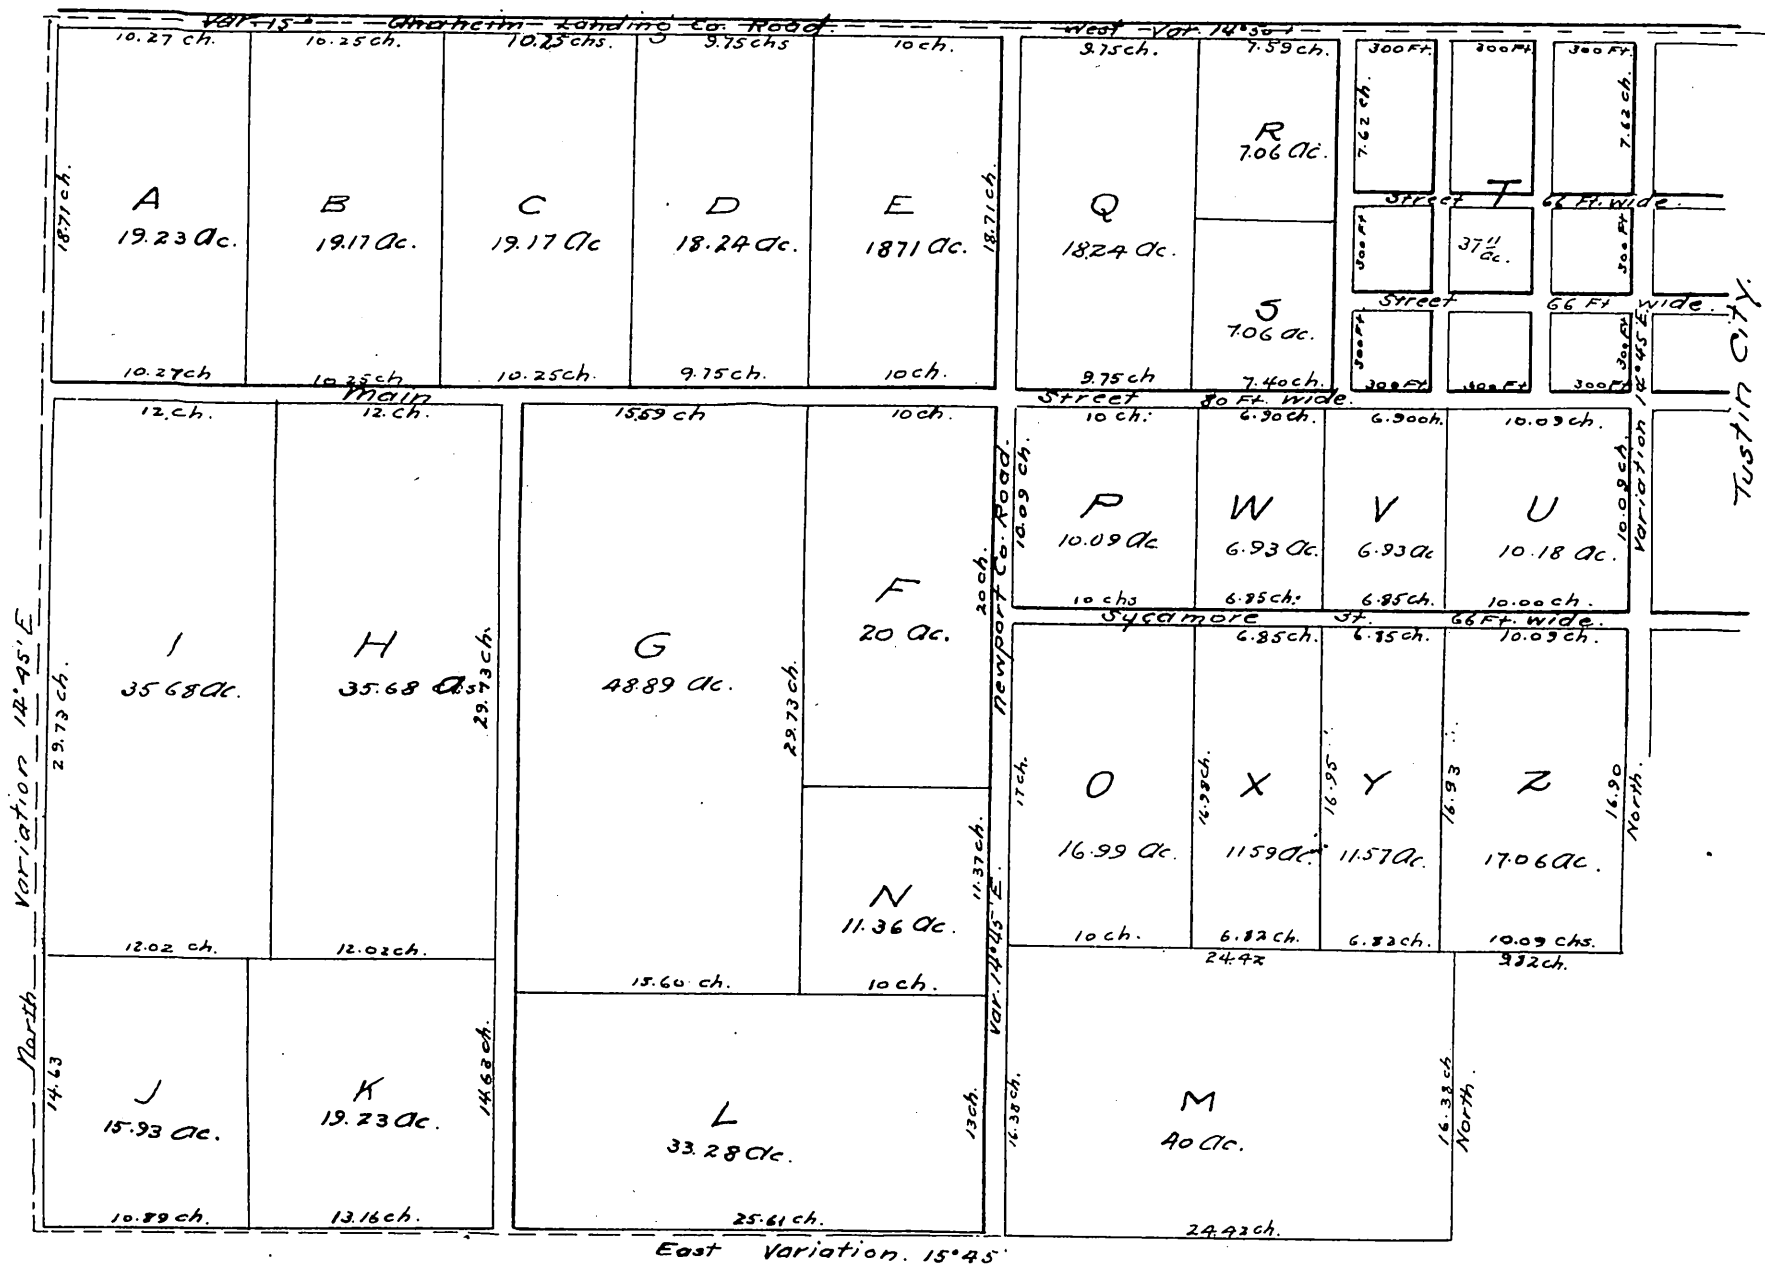 Var 15° Anaheim Landing Co. Road. West Var. 14°30'
10.27 ch. 10.25 ch. 10.25 chs. 9.75 chs 10 ch. 9.75 ch. 7.59 ch. 300 Ft. 300 Ft. 300 Ft.
18.71 ch. 18.71 ch. 7.62 ch. 7.62 ch.
A
19.23 Ac.
B
19.17 Ac.
C
19.17 Ac
D
18.24 Ac.
E
1871 Ac.
Q
18.24 Ac.
R
7.06 Ac.
S
7.06 Ac.
T
Street 66 Ft. wide.
37 11/ Ac.
300 Ft 300 Ft
Street 66 Ft wide.
300 Ft. 300 Ft
300 Ft 300 Ft 300 Ft
10.27 ch 10.25 ch. 10.25 ch. 9.75 ch. 10 ch. 9.75 ch 7.40 ch.
Tustin City.
Main Street 80 Ft. wide.
12. ch. 12. ch. 15.59 ch 10 ch. 10 ch. 6.90 ch. 6.90 ch. 10.09 ch.
10.09 ch. 10.09 ch.
Variation 14°45' E.
P
10.09 Ac
W
6.93 Ac.
V
6.93 Ac
U
10.18 Ac.
10 chs 6.85 ch. 6.85 ch. 10.00 ch.
Sycamore St. 66 Ft. wide.
6.85 ch. 6.85 ch. 10.09 ch.
Newport Co. Road.
Var. 14°45' E.
North Variation 14°45' E
29.73 ch.
I
35.68 Ac.
H
35.68 Acs
29.73 ch.
G
48.89 Ac.
29.73 ch.
F
20 Ac.
20 ch.
N
11.36 Ac.
11.37 ch.
17 ch.
O
16.99 Ac.
16.98 ch.
X
11.59 Ac.
16.95
Y
11.57 Ac.
16.93
Z
17.06 Ac.
16.90
North.
12.02 ch. 12.02 ch. 15.60 ch. 10 ch. 10 ch. 6.82 ch. 6.82 ch. 10.09 chs.
24.42 9.82 ch.
14.63
J
15.93 Ac.
K
19.23 Ac.
14.63 ch.
L
33.28 Ac.
13 ch.
16.38 ch.
M
40 Ac.
16.38 ch
North.
10.89 ch. 13.16 ch. 25.61 ch. 24.42 ch.
East Variation. 15°45'